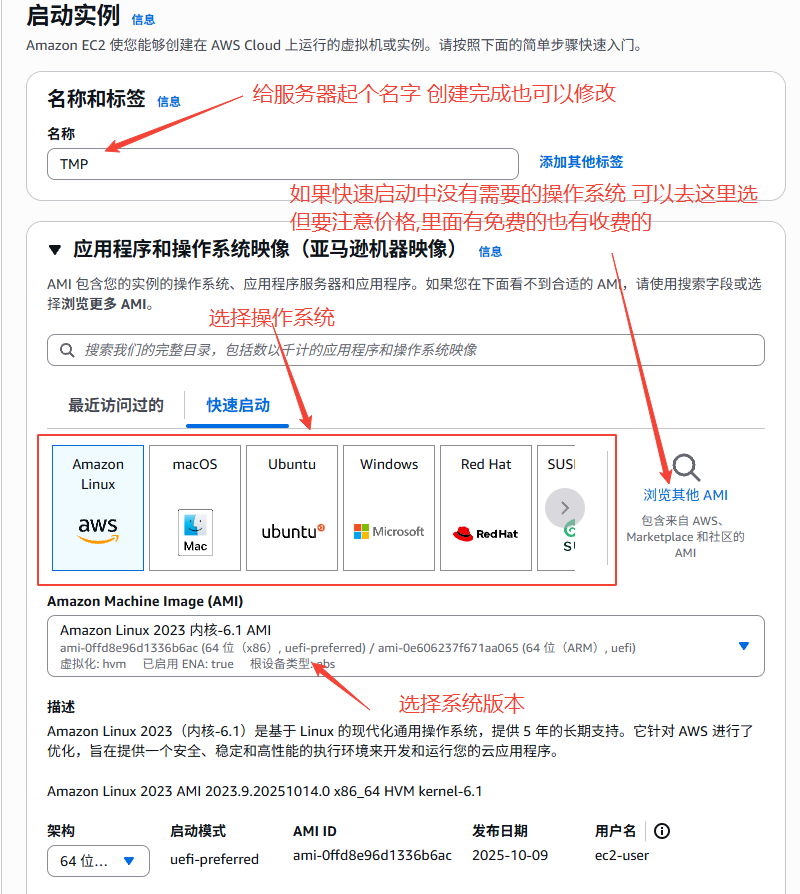 启动实例 信息
Amazon EC2 使您能够创建在 AWS Cloud 上运行的虚拟机或实例。请按照下面的简单步骤快速入门。
名称和标签 信息
给服务器起个名字 创建完成也可以修改
名称
TMP
添加其他标签
如果快速启动中没有需要的操作系统 可以去这里选
但要注意价格,里面有免费的也有收费的
应用程序和操作系统映像（亚马逊机器映像） 信息
AMI 包含您的实例的操作系统、应用程序服务器和应用程序。如果您在下面看不到合适的 AMI，请使用搜索字段或选
择浏览更多 AMI。
选择操作系统
搜索我们的完整目录，包括数以千计的应用程序和操作系统映像
最近访问过的
快速启动
Amazon
Linux
aws
macOS
Mac
Ubuntu
ubuntu
Windows
Microsoft
Red Hat
RedHat
SUSI
S
浏览其他 AMI
包含来自 AWS、
Marketplace 和社区的
AMI
Amazon Machine Image (AMI)
Amazon Linux 2023 内核-6.1 AMI
ami-0ffd8e96d1336b6ac (64 位（x86）, uefi-preferred) / ami-0e606237f671aa065 (64 位（ARM）, uefi)
虚拟化: hvm 已启用 ENA: true 根设备类型: ebs
选择系统版本
描述
Amazon Linux 2023（内核-6.1）是基于 Linux 的现代化通用操作系统，提供 5 年的长期支持。它针对 AWS 进行了
优化，旨在提供一个安全、稳定和高性能的执行环境来开发和运行您的云应用程序。
Amazon Linux 2023 AMI 2023.9.20251014.0 x86_64 HVM kernel-6.1
架构 启动模式 AMI ID 发布日期 用户名
64 位... uefi-preferred ami-0ffd8e96d1336b6ac 2025-10-09 ec2-user